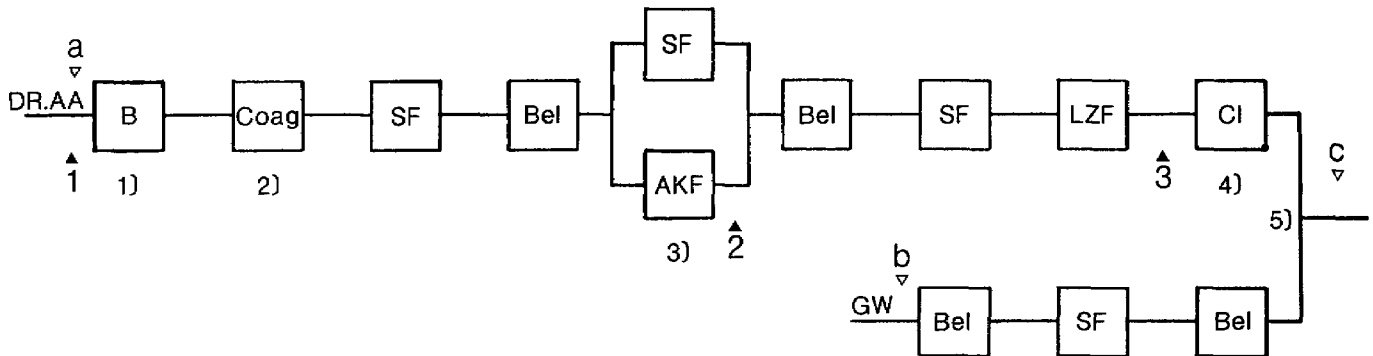 a
SF
DR.AA B Coag SF Bel Bel SF LZF Cl
c
1 1) 2) AKF 3 4)
3) 2 5)
b
GW Bel SF Bel